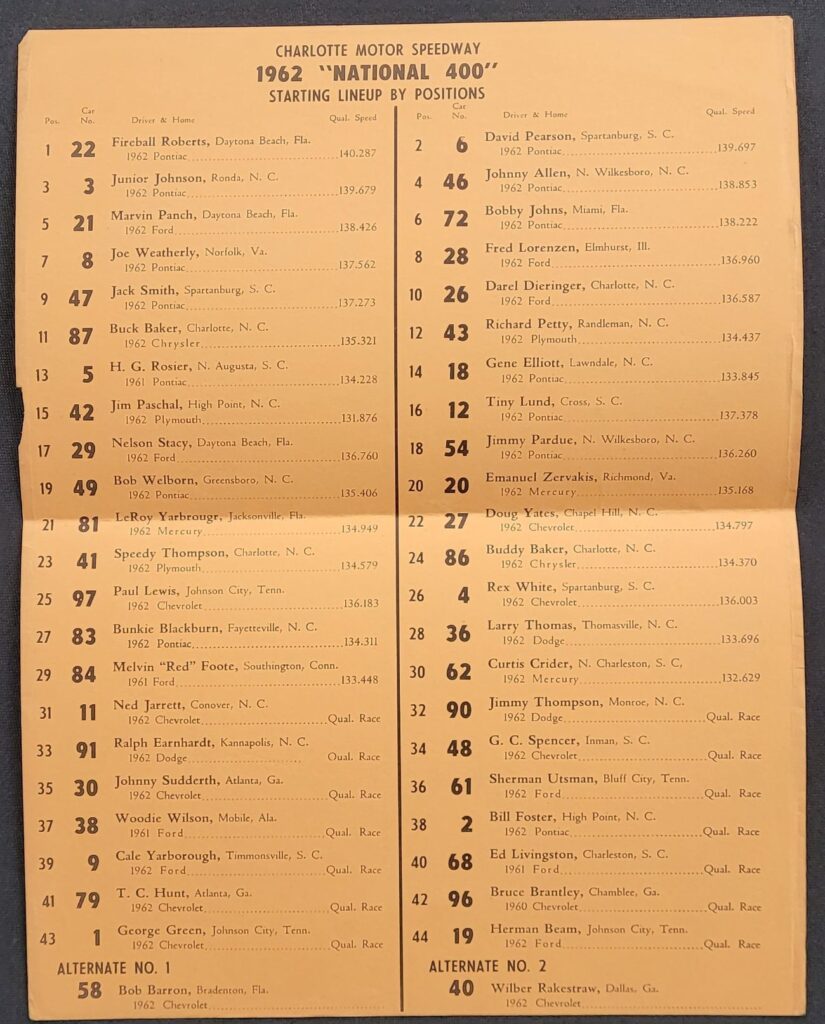 CHARLOTTE MOTOR SPEEDWAY
1962 "NATIONAL 400"
STARTING LINEUP BY POSITIONS
Pos. Car No. Driver & Home Qual. Speed
1 22 Fireball Roberts, Daytona Beach, Fla.
1962 Pontiac 140.287
3 3 Junior Johnson, Ronda, N. C.
1962 Pontiac 139.679
5 21 Marvin Panch, Daytona Beach, Fla.
1962 Ford 138.426
7 8 Joe Weatherly, Norfolk, Va.
1962 Pontiac 137.562
9 47 Jack Smith, Spartanburg, S. C.
1962 Pontiac 137.273
11 87 Buck Baker, Charlotte, N. C.
1962 Chrysler 135.321
13 5 H. G. Rosier, N. Augusta, S. C.
1961 Pontiac 134.228
15 42 Jim Paschal, High Point, N. C.
1962 Plymouth 131.876
17 29 Nelson Stacy, Daytona Beach, Fla.
1962 Ford 136.760
19 49 Bob Welborn, Greensboro, N. C.
1962 Pontiac 135.406
21 81 LeRoy Yarbrougr, Jacksonville, Fla.
1962 Mercury 134.949
23 41 Speedy Thompson, Charlotte, N. C.
1962 Plymouth 134.579
25 97 Paul Lewis, Johnson City, Tenn.
1962 Chevrolet 136.183
27 83 Bunkie Blackburn, Fayetteville, N. C.
1962 Pontiac 134.311
29 84 Melvin "Red" Foote, Southington, Conn.
1961 Ford 133.448
31 11 Ned Jarrett, Conover, N. C.
1962 Chevrolet Qual. Race
33 91 Ralph Earnhardt, Kannapolis, N. C.
1962 Dodge Qual. Race
35 30 Johnny Sudderth, Atlanta, Ga.
1962 Chevrolet Qual. Race
37 38 Woodie Wilson, Mobile, Ala.
1961 Ford Qual. Race
39 9 Cale Yarborough, Timmonsville, S. C.
1962 Ford Qual. Race
41 79 T. C. Hunt, Atlanta, Ga.
1962 Chevrolet Qual. Race
43 1 George Green, Johnson City, Tenn.
1962 Chevrolet Qual. Race
ALTERNATE NO. 1
58 Bob Barron, Bradenton, Fla.
1962 Chevrolet
Pos. Car No. Driver & Home Qual. Speed
2 6 David Pearson, Spartanburg, S. C.
1962 Pontiac 139.697
4 46 Johnny Allen, N. Wilkesboro, N. C.
1962 Pontiac 138.853
6 72 Bobby Johns, Miami, Fla.
1962 Pontiac 138.222
8 28 Fred Lorenzen, Elmhurst, Ill.
1962 Ford 136.960
10 26 Darel Dieringer, Charlotte, N. C.
1962 Ford 136.587
12 43 Richard Petty, Randleman, N. C.
1962 Plymouth 134.437
14 18 Gene Elliott, Lawndale, N. C.
1962 Pontiac 133.845
16 12 Tiny Lund, Cross, S. C.
1962 Pontiac 137.378
18 54 Jimmy Pardue, N. Wilkesboro, N. C.
1962 Pontiac 136.260
20 20 Emanuel Zervakis, Richmond, Va.
1962 Mercury 135.168
22 27 Doug Yates, Chapel Hill, N. C.
1962 Chevrolet 134.797
24 86 Buddy Baker, Charlotte, N. C.
1962 Chrysler 134.370
26 4 Rex White, Spartanburg, S. C.
1962 Chevrolet 136.003
28 36 Larry Thomas, Thomasville, N. C.
1962 Dodge 133.696
30 62 Curtis Crider, N. Charleston, S. C,
1962 Mercury 132.629
32 90 Jimmy Thompson, Monroe, N. C.
1962 Dodge Qual. Race
34 48 G. C. Spencer, Inman, S. C.
1962 Chevrolet Qual. Race
36 61 Sherman Utsman, Bluff City, Tenn.
1962 Ford Qual. Race
38 2 Bill Foster, High Point, N. C.
1962 Pontiac Qual. Race
40 68 Ed Livingston, Charleston, S. C.
1961 Ford Qual. Race
42 96 Bruce Brantley, Chamblee, Ga.
1960 Chevrolet Qual. Race
44 19 Herman Beam, Johnson City, Tenn.
1962 Ford Qual. Race
ALTERNATE NO. 2
40 Wilber Rakestraw, Dallas, Ga.
1962 Chevrolet